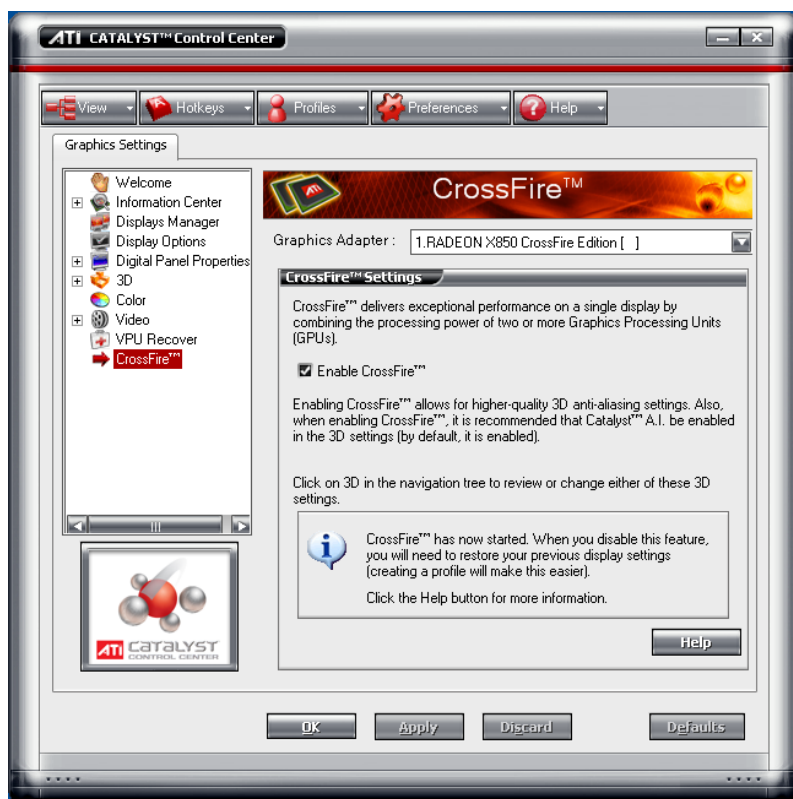 ATI CATALYST™ Control Center
View
Hotkeys
Profiles
Preferences
Help
Graphics Settings
Welcome
Information Center
Displays Manager
Display Options
Digital Panel Properties
3D
Color
Video
VPU Recover
CrossFire™
ATI CATALYST
CONTROL CENTER
ATI
CrossFire™
Graphics Adapter :
1.RADEON X850 CrossFire Edition [ ]
CrossFire™ Settings
CrossFire™ delivers exceptional performance on a single display by
combining the processing power of two or more Graphics Processing Units
(GPUs).
Enable CrossFire™
Enabling CrossFire™ allows for higher-quality 3D anti-aliasing settings. Also,
when enabling CrossFire™, it is recommended that Catalyst™ A.I. be enabled
in the 3D settings (by default, it is enabled).
Click on 3D in the navigation tree to review or change either of these 3D
settings.
CrossFire™ has now started. When you disable this feature,
you will need to restore your previous display settings
(creating a profile will make this easier).
Click the Help button for more information.
Help
OK
Apply
Discard
Defaults